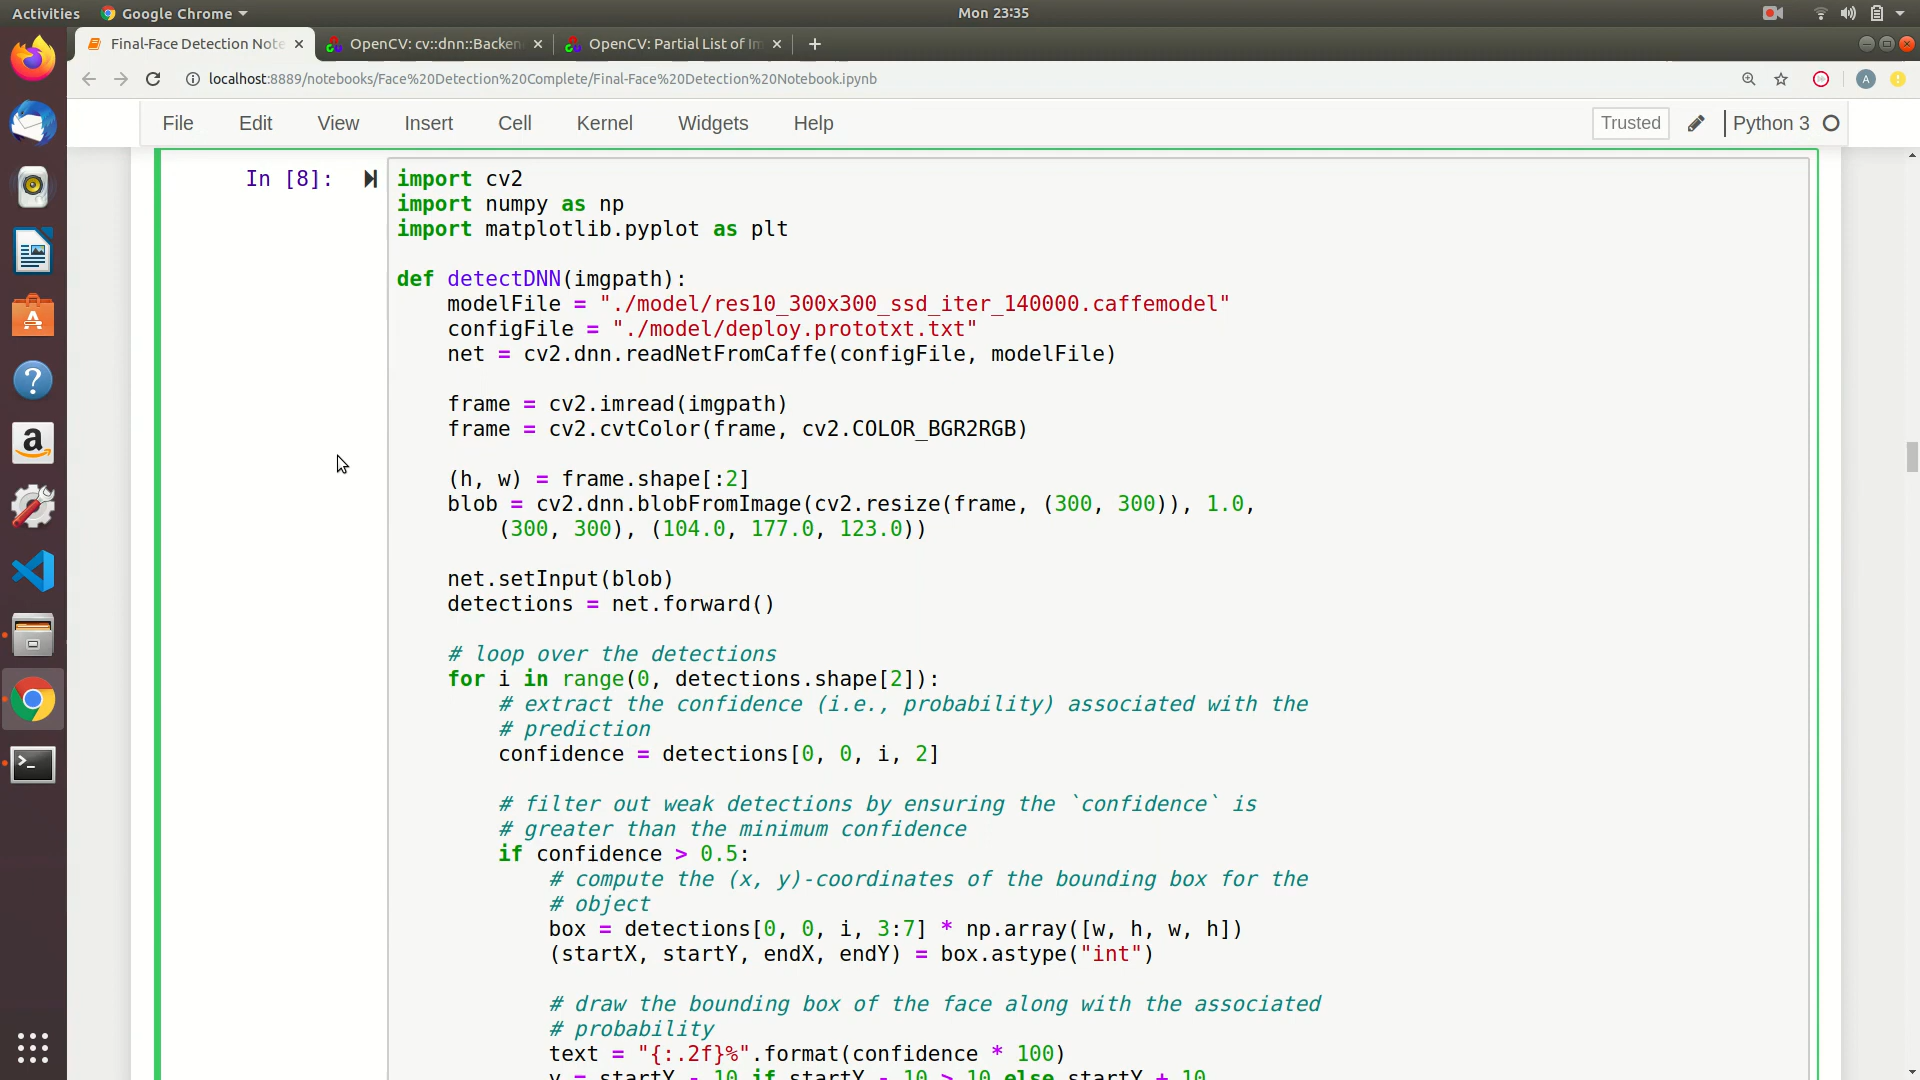 Activities Google Chrome Mon 23:35
Final-Face Detection Note OpenCV: cv::dnn::Backen OpenCV: Partial List of Im
localhost:8889/notebooks/Face%20Detection%20Complete/Final-Face%20Detection%20Notebook.ipynb A
File Edit View Insert Cell Kernel Widgets Help Trusted Python 3
In [8]: import cv2
import numpy as np
import matplotlib.pyplot as plt
def detectDNN(imgpath):
modelFile = "./model/res10_300x300_ssd_iter_140000.caffemodel"
configFile = "./model/deploy.prototxt.txt"
net = cv2.dnn.readNetFromCaffe(configFile, modelFile)
frame = cv2.imread(imgpath)
frame = cv2.cvtColor(frame, cv2.COLOR_BGR2RGB)
(h, w) = frame.shape[:2]
blob = cv2.dnn.blobFromImage(cv2.resize(frame, (300, 300)), 1.0,
(300, 300), (104.0, 177.0, 123.0))
net.setInput(blob)
detections = net.forward()
# loop over the detections
for i in range(0, detections.shape[2]):
# extract the confidence (i.e., probability) associated with the
# prediction
confidence = detections[0, 0, i, 2]
# filter out weak detections by ensuring the `confidence` is
# greater than the minimum confidence
if confidence > 0.5:
# compute the (x, y)-coordinates of the bounding box for the
# object
box = detections[0, 0, i, 3:7] * np.array([w, h, w, h])
(startX, startY, endX, endY) = box.astype("int")
# draw the bounding box of the face along with the associated
# probability
text = "{:.2f}%".format(confidence * 100)
y = startY - 10 if startY - 10 > 10 else startY + 10